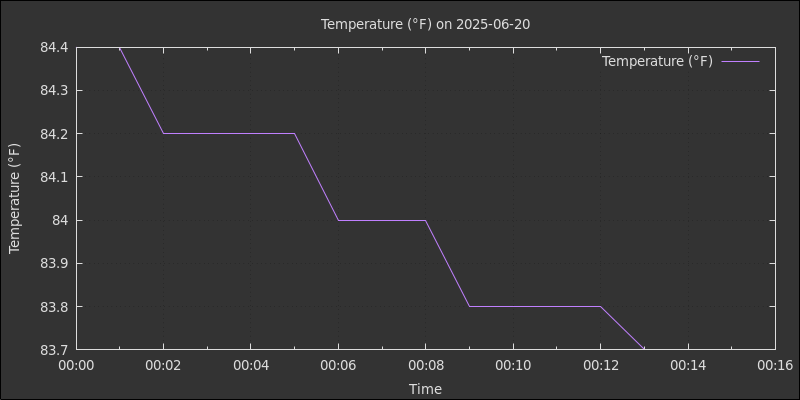 Temperature (°F) on 2025-06-20
Temperature (°F)
84.4
84.3
84.2
84.1
84
83.9
83.8
83.7
Temperature (°F)
00:00 00:02 00:04 00:06 00:08 00:10 00:12 00:14 00:16
Time